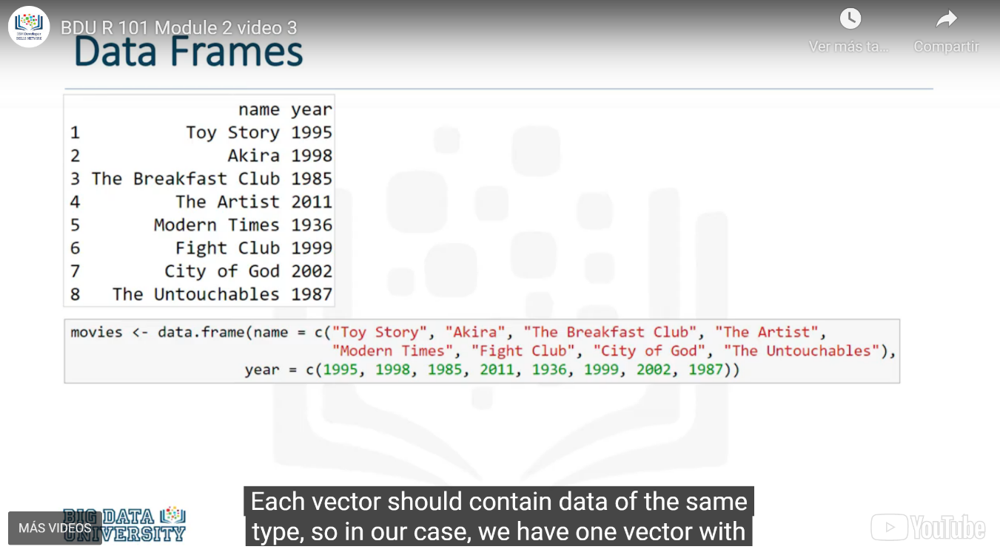 BDU R 101 Module 2 video 3
Ver más ta...
Compartir
Data Frames
name year
1 Toy Story 1995
2 Akira 1998
3 The Breakfast Club 1985
4 The Artist 2011
5 Modern Times 1936
6 Fight Club 1999
7 City of God 2002
8 The Untouchables 1987
movies <- data.frame(name = c("Toy Story", "Akira", "The Breakfast Club", "The Artist",
"Modern Times", "Fight Club", "City of God", "The Untouchables"),
year = c(1995, 1998, 1985, 2011, 1936, 1999, 2002, 1987))
Each vector should contain data of the same
type, so in our case, we have one vector with
BIG DATA
UNIVERSITY
MÁS VIDEOS
YouTube